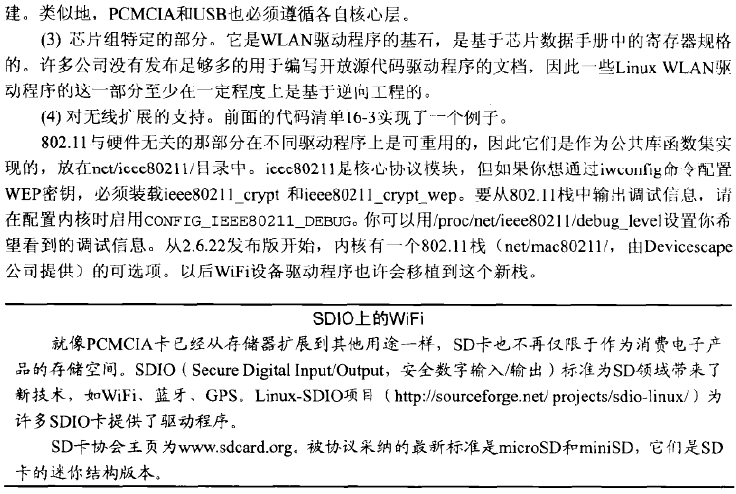 建。类似地，PCMCIA和USB也必须遵循各自核心层。
(3) 芯片组特定的部分。它是WLAN驱动程序的基石，是基于芯片数据手册中的寄存器规格
的。许多公司没有发布足够多的用于编写开放源代码驱动程序的文档，因此一些Linux WLAN驱
动程序的这一部分至少在一定程度上是基于逆向工程的。
(4) 对无线扩展的支持。前面的代码清单16-3实现了一个例子。
802.11与硬件无关的那部分在不同驱动程序上是可重用的，因此它们是作为公共库函数集实
现的，放在net/ieee80211/目录中。ieee80211是核心协议模块，但如果你想通过iwconfig命令配置
WEP密钥，必须装载ieee80211_crypt 和ieee80211_crypt_wep。要从802.11栈中输出调试信息，请
在配置内核时启用CONFIG_IEEE80211_DEBUG。你可以用/proc/net/ieee80211/debug_level设置你希
望看到的调试信息。从2.6.22发布版开始，内核有一个802.11栈（net/mac80211/，由Devicescape
公司提供）的可选项。以后WiFi设备驱动程序也许会移植到这个新栈。
SDIO上的WiFi
就像PCMCIA卡已经从存储器扩展到其他用途一样，SD卡也不再仅限于作为消费电子产
品的存储空间。SDIO（Secure Digital Input/Output，安全数字输入/输出）标准为SD领域带来了
新技术，如WiFi、蓝牙、GPS。Linux-SDIO项目（http://sourceforge.net/ projects/sdio-linux/）为
许多SDIO卡提供了驱动程序。
SD卡协会主页为www.sdcard.org。被协议采纳的最新标准是microSD和miniSD，它们是SD
卡的迷你结构版本。